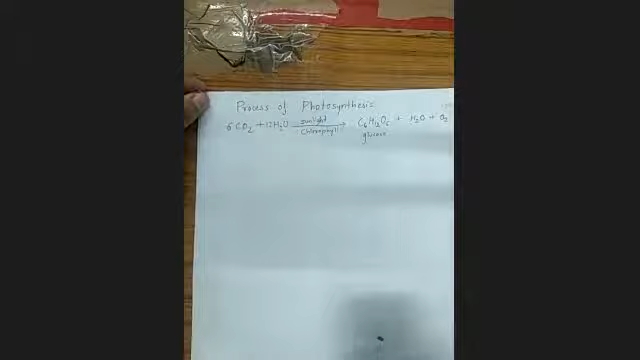 Process of Photosynthesis
6CO₂ + 12H₂O sunlight → C₆H₁₂O₆ + H₂O + O₂
Chlorophyll glucose